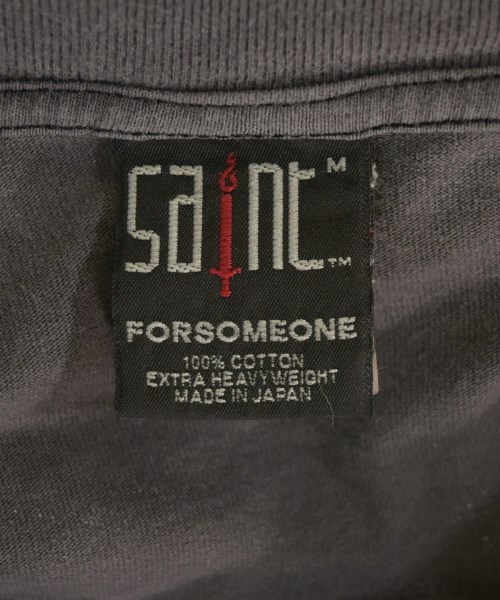 saint M
TM
FORSOMEONE
100% COTTON
EXTRA HEAVYWEIGHT
MADE IN JAPAN